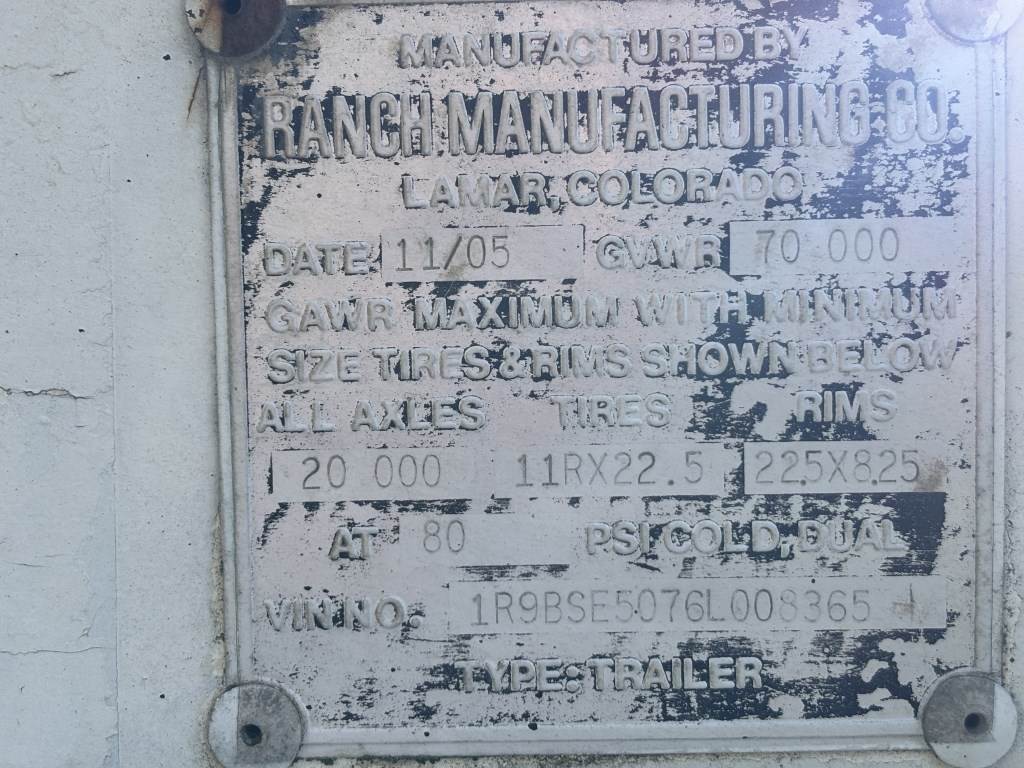 MANUFACTURED BY
RANCH MANUFACTURING CO.
LAMAR, COLORADO
DATE 11/05 GVWR 70 000
GAWR MAXIMUM WITH MINIMUM
SIZE TIRES & RIMS SHOWN BELOW
ALL AXLES TIRES RIMS
20 000 11RX22.5 22.5X8.25
AT 80 PSI COLD, DUAL
VIN NO. 1R9BSE5076L008365
TYPE: TRAILER